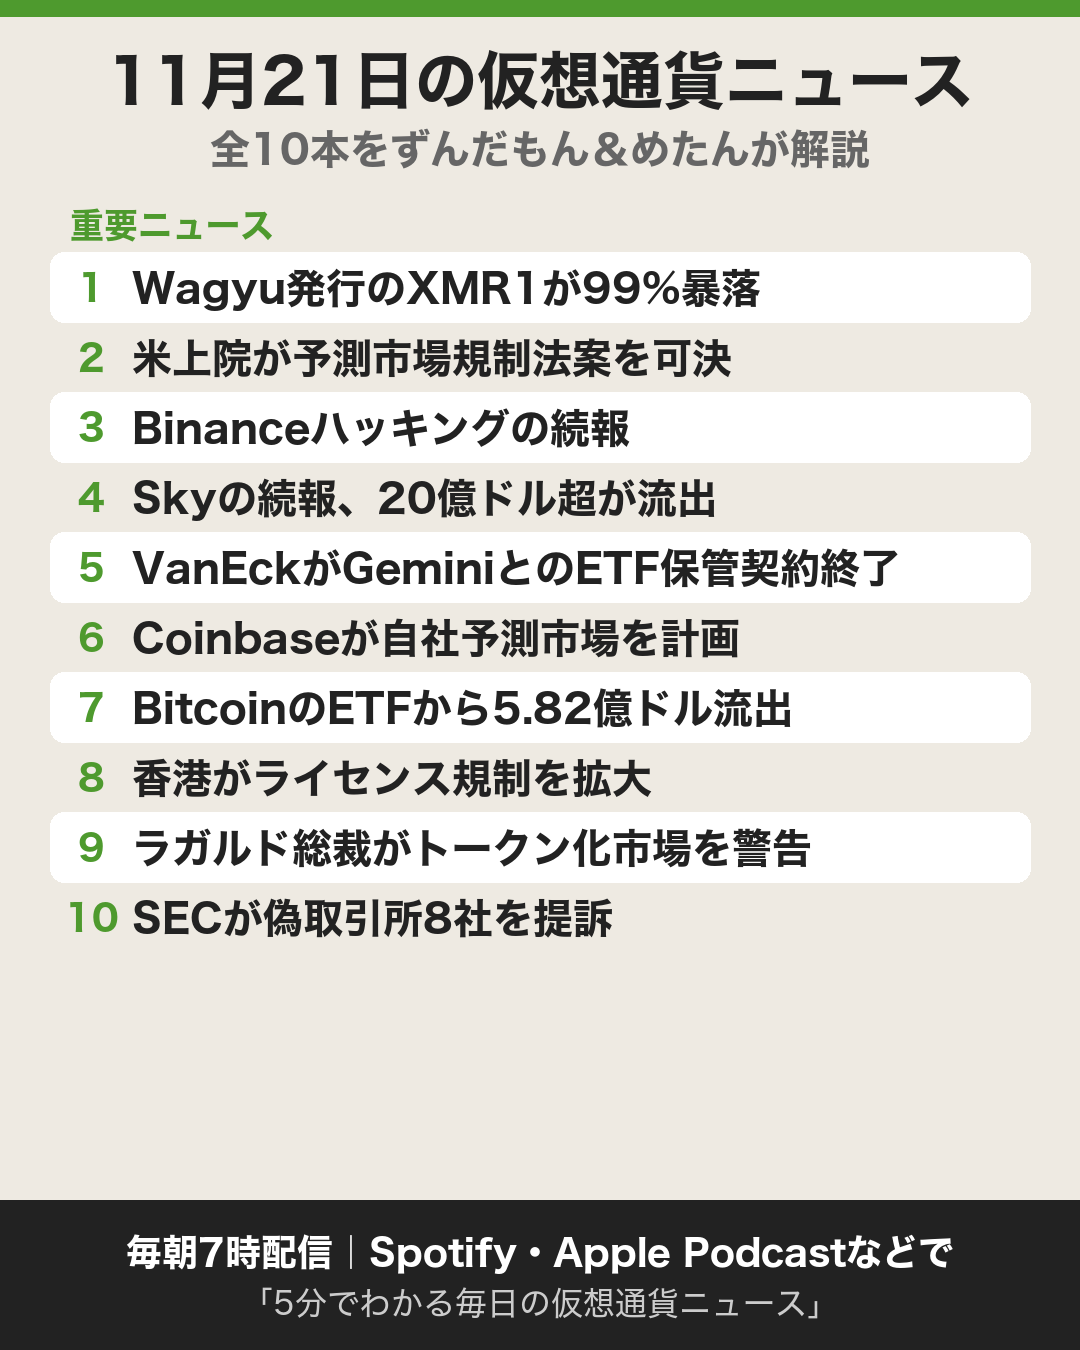 11月21日の仮想通貨ニュース
全10本をずんだもん＆めたんが解説
重要ニュース
1 Wagyu発行のXMR1が99%暴落
2 米上院が予測市場規制法案を可決
3 Binanceハッキングの続報
4 Skyの続報、20億ドル超が流出
5 VanEckがGeminiとのETF保管契約終了
6 Coinbaseが自社予測市場を計画
7 BitcoinのETFから5.82億ドル流出
8 香港がライセンス規制を拡大
9 ラガルド総裁がトークン化市場を警告
10 SECが偽取引所8社を提訴
毎朝7時配信｜Spotify・Apple Podcastなどで
「5分でわかる毎日の仮想通貨ニュース」